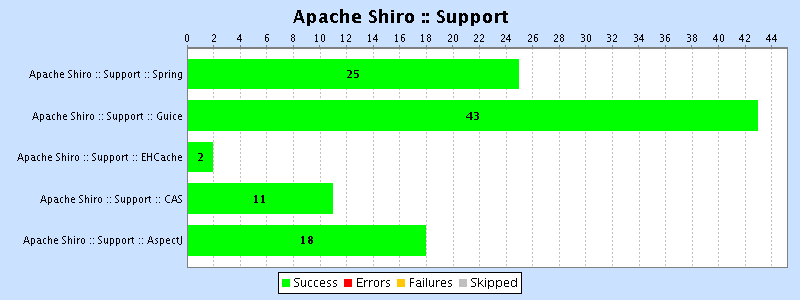 Apache Shiro :: Support
0 2 4 6 8 10 12 14 16 18 20 22 24 26 28 30 32 34 36 38 40 42 44
Apache Shiro :: Support :: Spring 25
Apache Shiro :: Support :: Guice 43
Apache Shiro :: Support :: EHCache 2
Apache Shiro :: Support :: CAS 11
Apache Shiro :: Support :: AspectJ 18
Success Errors Failures Skipped